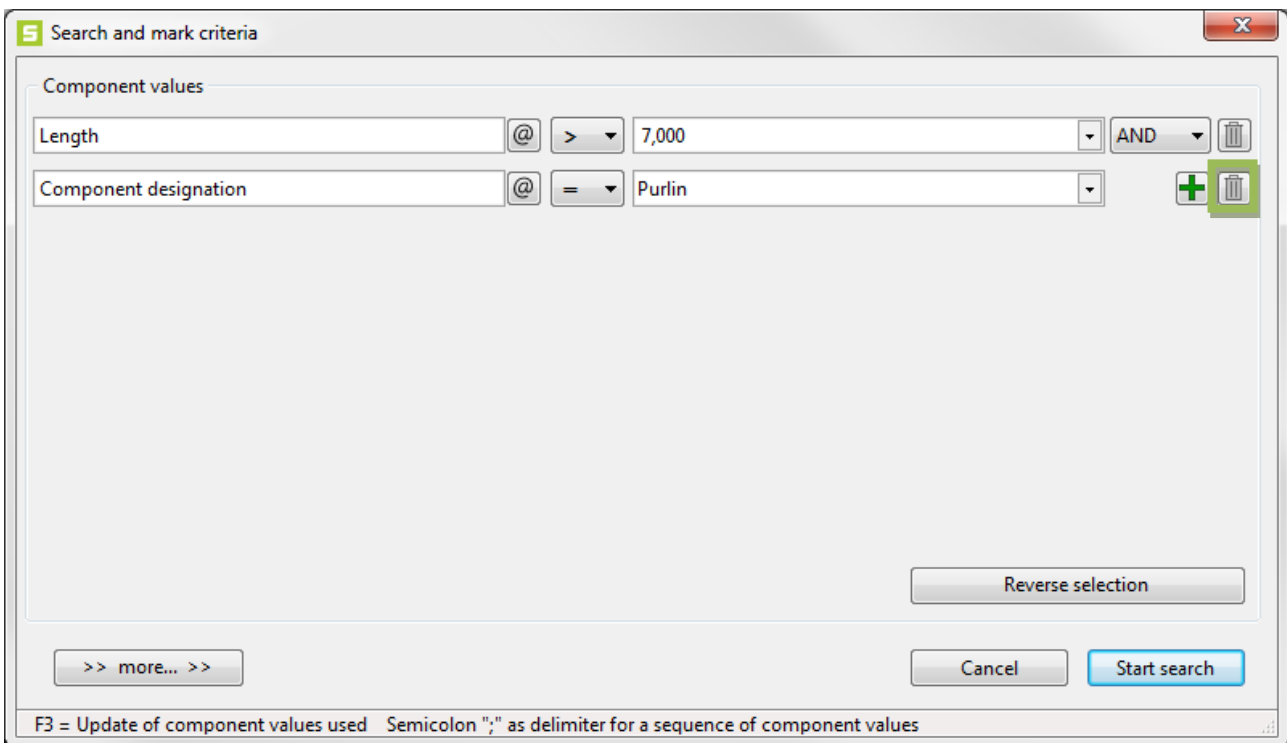 Search and mark criteria
Component values
Length @ > 7,000 AND
Component designation @ = Purlin
Reverse selection
>> more... >> Cancel Start search
F3 = Update of component values used Semicolon ";" as delimiter for a sequence of component values